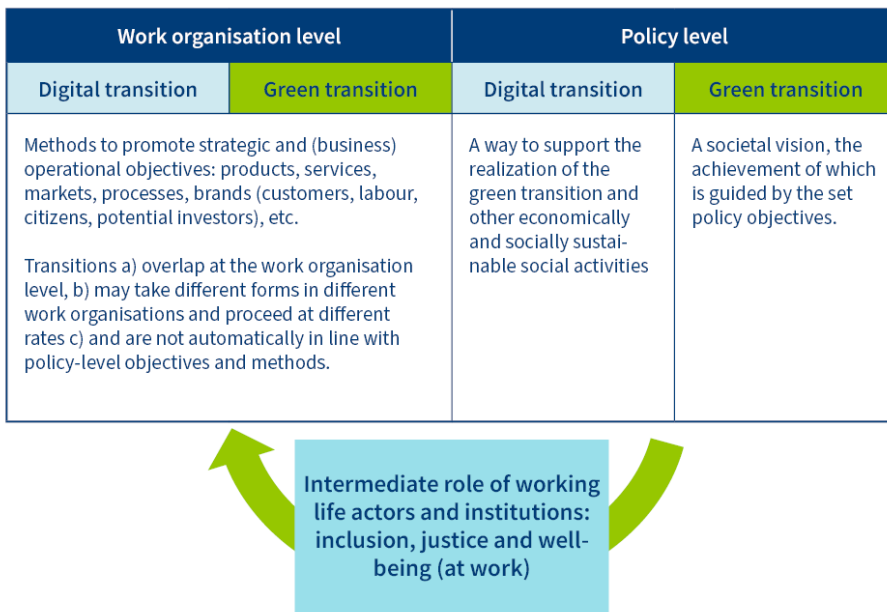 Work organisation level
Policy level
Digital transition
Green transition
Digital transition
Green transition
Methods to promote strategic and (business)
operational objectives: products, services,
markets, processes, brands (customers, labour,
citizens, potential investors), etc.
Transitions a) overlap at the work organisation
level, b) may take different forms in different
work organisations and proceed at different
rates c) and are not automatically in line with
policy-level objectives and methods.
A way to support the
realization of the
green transition and
other economically
and socially sustai-
nable social activities
A societal vision, the
achievement of which
is guided by the set
policy objectives.
Intermediate role of working
life actors and institutions:
inclusion, justice and well-
being (at work)